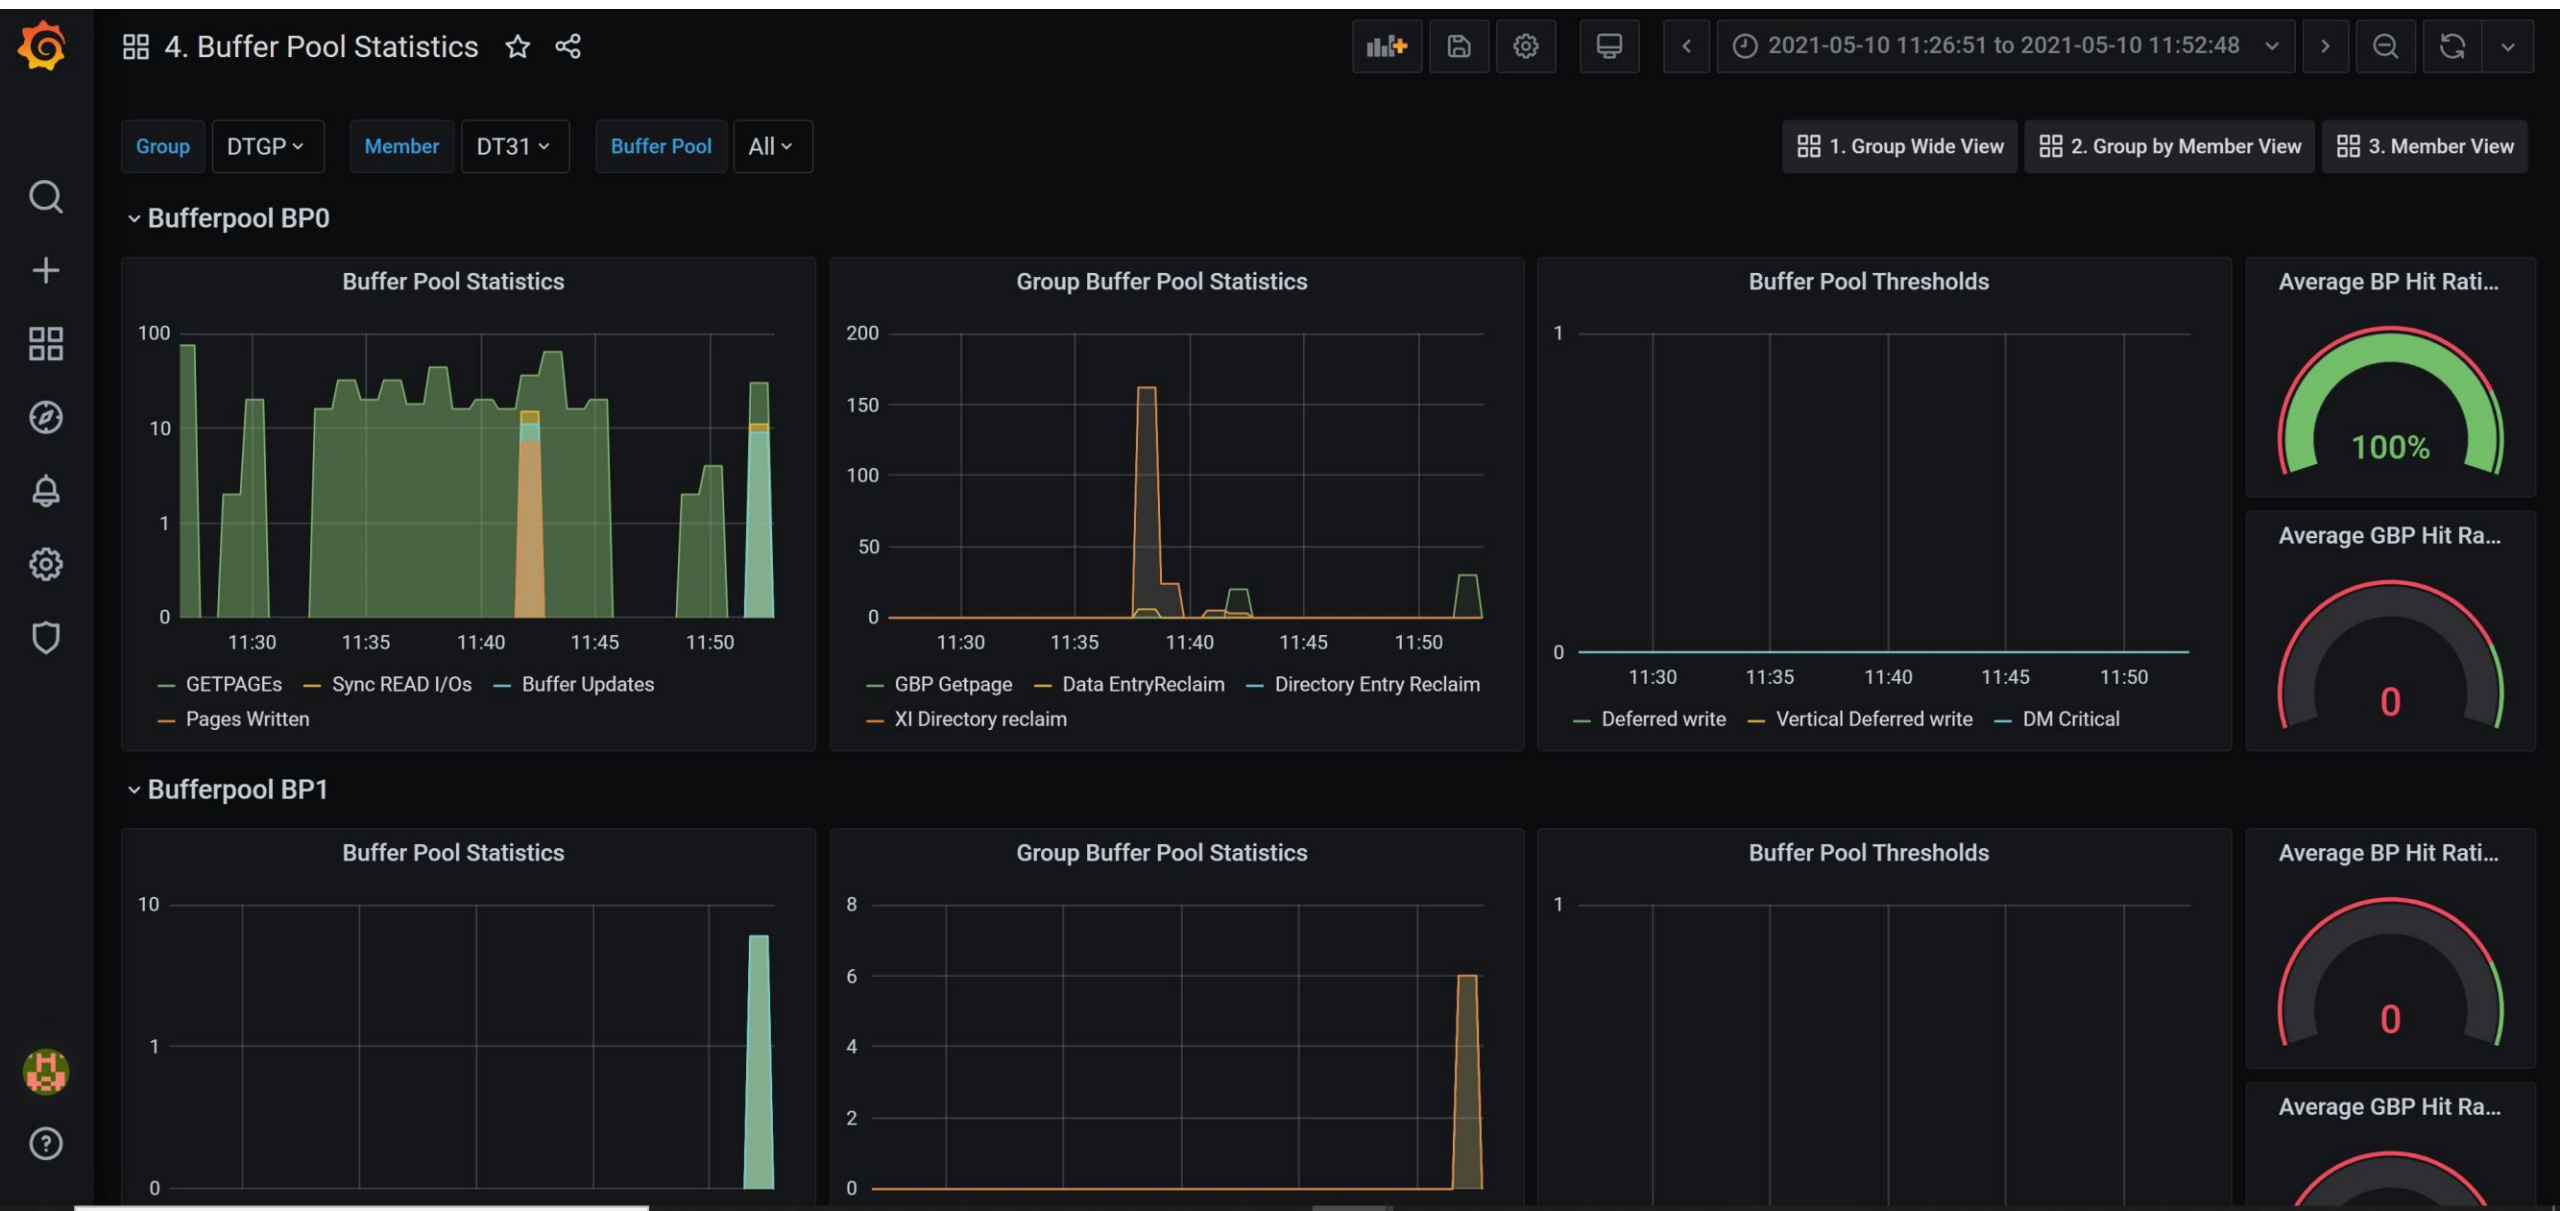 4. Buffer Pool Statistics
2021-05-10 11:26:51 to 2021-05-10 11:52:48
Group DTGP Member DT31 Buffer Pool All
1. Group Wide View 2. Group by Member View 3. Member View
Bufferpool BP0
Buffer Pool Statistics
100
10
1
0
11:30 11:35 11:40 11:45 11:50
GETPAGEs Sync READ I/Os Buffer Updates
Pages Written
Group Buffer Pool Statistics
200
150
100
50
0
11:30 11:35 11:40 11:45 11:50
GBP Getpage Data EntryReclaim Directory Entry Reclaim
XI Directory reclaim
Buffer Pool Thresholds
1
0
11:30 11:35 11:40 11:45 11:50
Deferred write Vertical Deferred write DM Critical
Average BP Hit Rati...
100%
Average GBP Hit Ra...
0
Bufferpool BP1
Buffer Pool Statistics
10
1
0
Group Buffer Pool Statistics
8
6
4
2
0
Buffer Pool Thresholds
1
Average BP Hit Rati...
0
Average GBP Hit Ra...